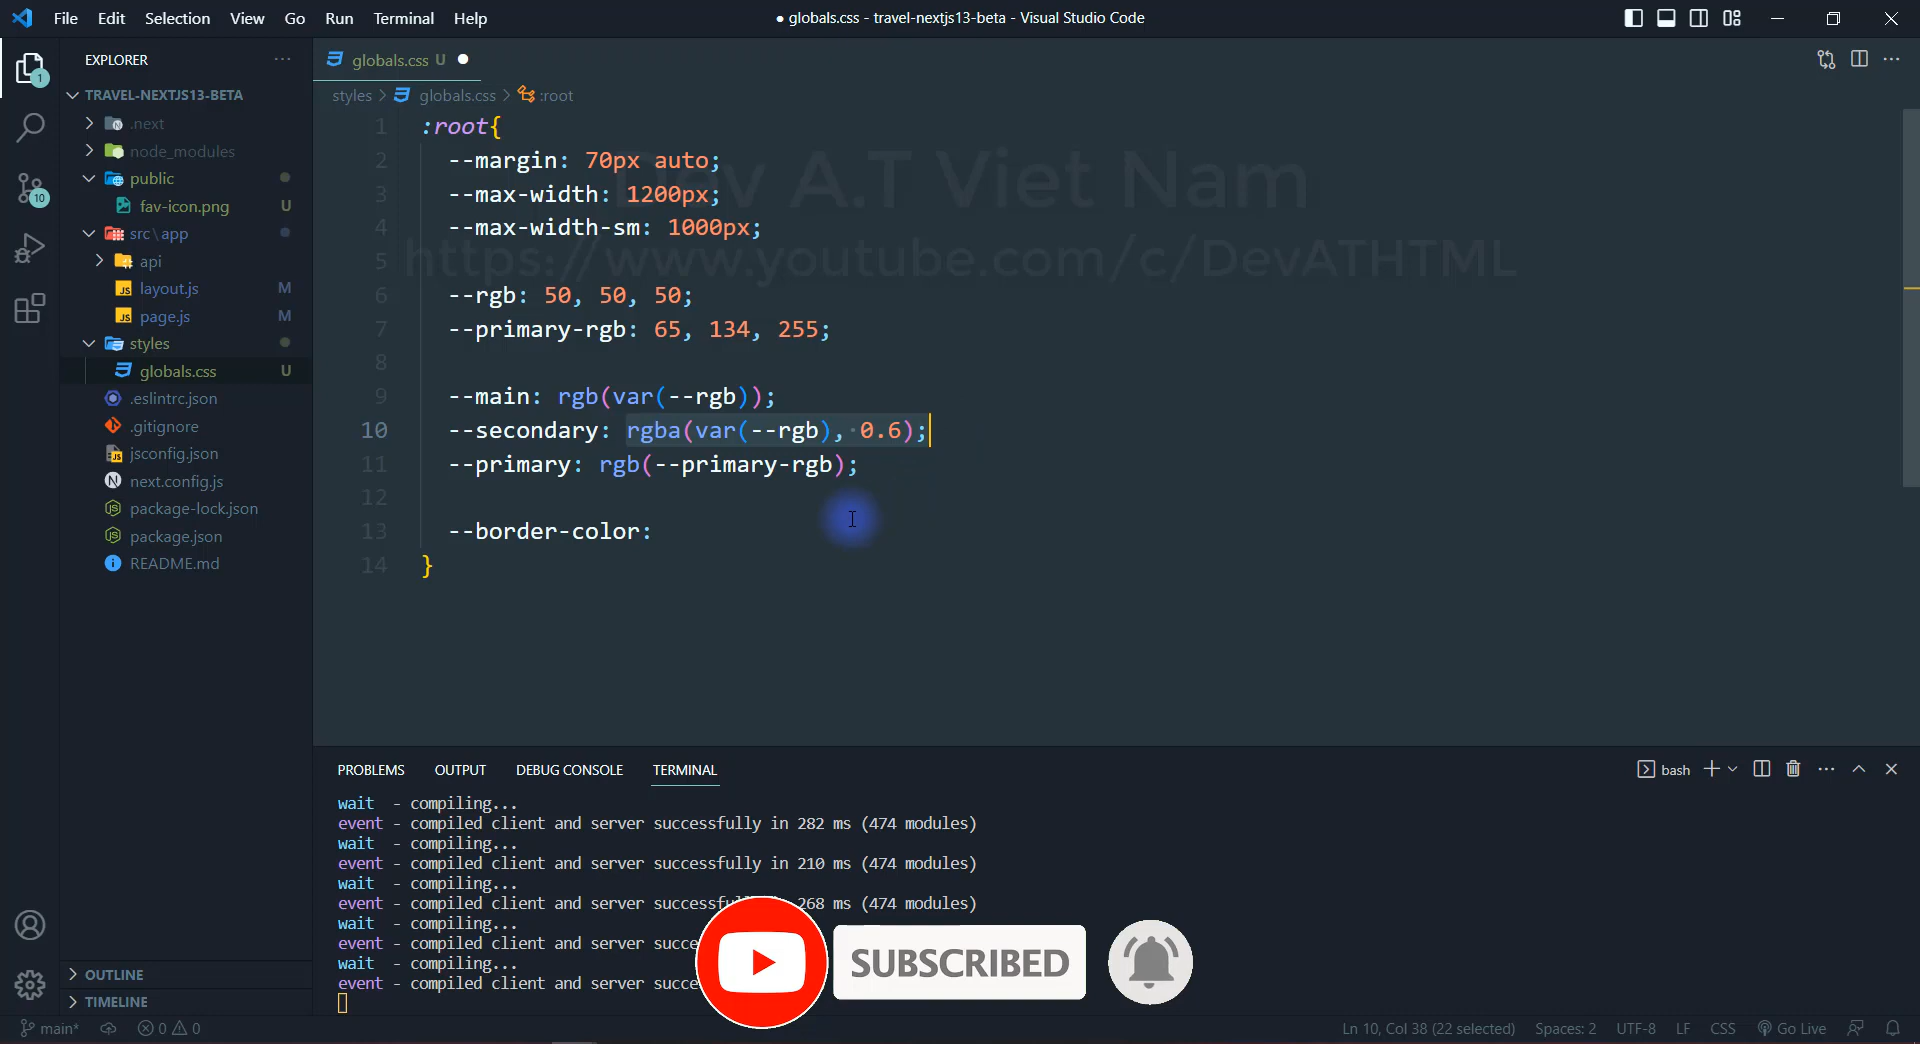 File Edit Selection View Go Run Terminal Help
● globals.css - travel-nextjs13-beta - Visual Studio Code
EXPLORER
TRAVEL-NEXTJS13-BETA
.next
node_modules
public
fav-icon.png U
src\app
api
layout.js M
page.js M
styles
globals.css U
.eslintrc.json
.gitignore
jsconfig.json
next.config.js
package-lock.json
package.json
README.md
OUTLINE
TIMELINE
1
10
globals.css U
styles > globals.css > :root
Dev A.T Viet Nam
https://www.youtube.com/c/DevATHTML
1 :root{
2 --margin: 70px auto;
3 --max-width: 1200px;
4 --max-width-sm: 1000px;
5
6 --rgb: 50, 50, 50;
7 --primary-rgb: 65, 134, 255;
8
9 --main: rgb(var(--rgb));
10 --secondary: rgba(var(--rgb), 0.6);
11 --primary: rgb(--primary-rgb);
12
13 --border-color:
14 }
PROBLEMS OUTPUT DEBUG CONSOLE TERMINAL
bash
wait - compiling...
event - compiled client and server successfully in 282 ms (474 modules)
wait - compiling...
event - compiled client and server successfully in 210 ms (474 modules)
wait - compiling...
event - compiled client and server 268 ms (474 modules)
wait - compiling...
event - compiled client and server
wait - compiling...
event - compiled client and server
SUBSCRIBED
main* 0 0
Ln 10, Col 38 (22 selected) Spaces: 2 UTF-8 LF CSS Go Live